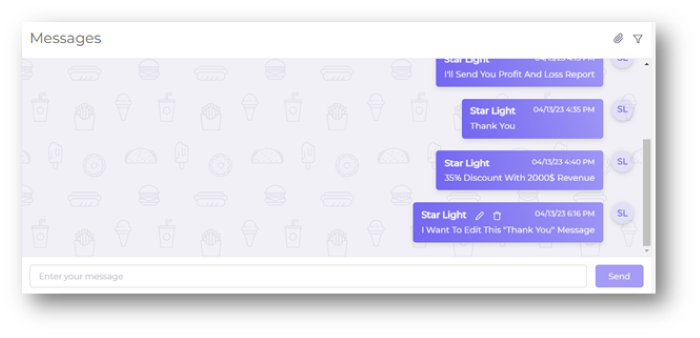 Messages
Star Light
I'll Send You Profit And Loss Report
Star Light 04/13/23 4:35 PM SL
Thank You
Star Light 04/13/23 4:40 PM SL
35% Discount With 2000$ Revenue
Star Light 04/13/23 6:16 PM SL
I Want To Edit This "Thank You" Message
Enter your message Send